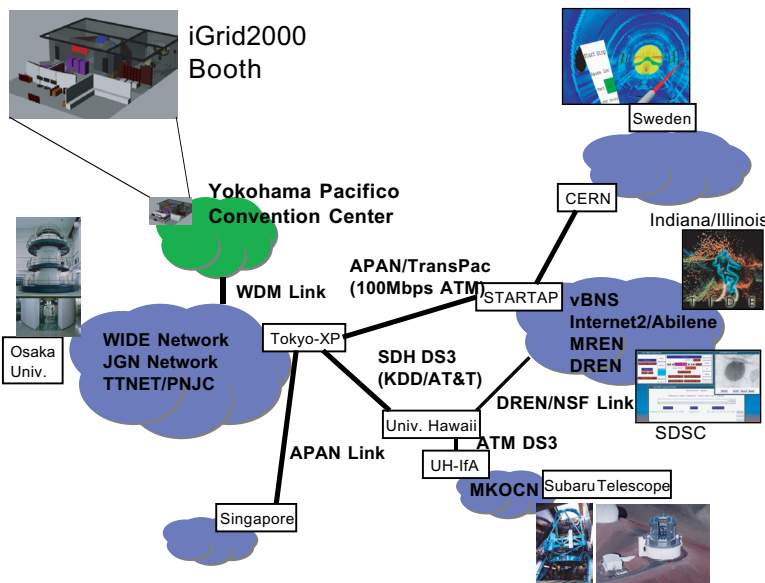 iGrid2000
Booth
Sweden
CERN
Yokohama Pacifico
Convention Center
Indiana/Illinois
T I D E
WDM Link
APAN/TransPac
(100Mbps ATM)
STARTAP
vBNS
Internet2/Abilene
MREN
DREN
WIDE Network
JGN Network
TTNET/PNJC
Tokyo-XP
Osaka
Univ.
SDH DS3
(KDD/AT&T)
DREN/NSF Link
SDSC
Univ. Hawaii
ATM DS3
APAN Link
UH-IfA
MKOCN
Subaru Telescope
Singapore